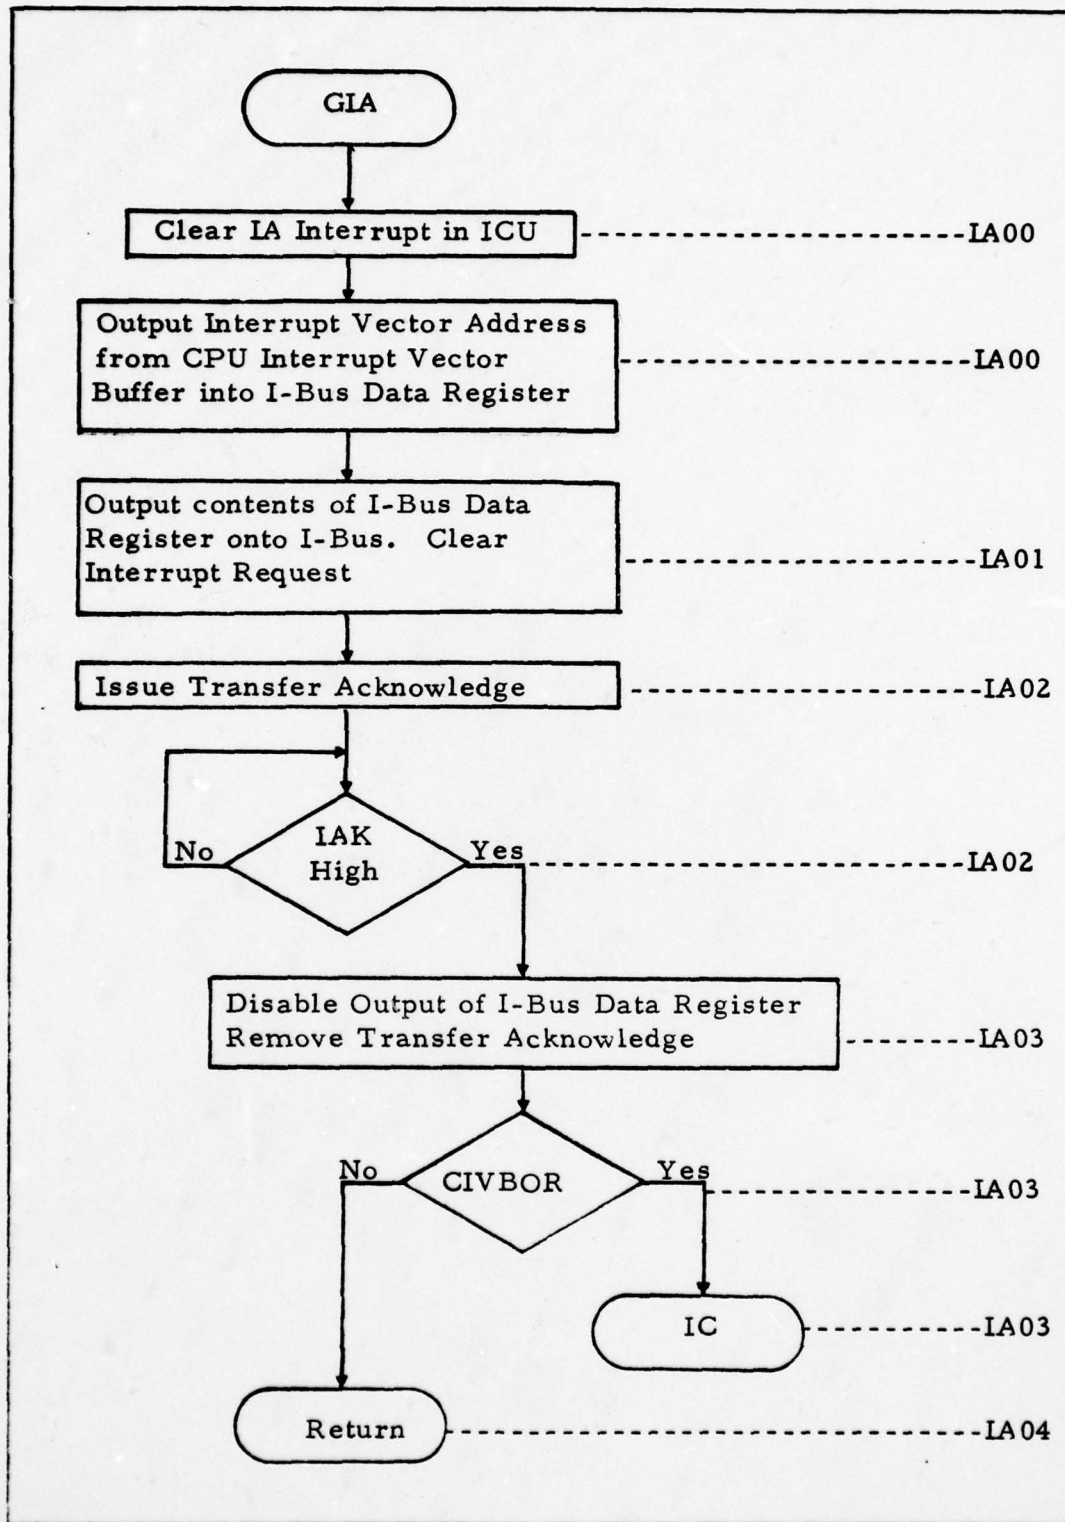 GIA
Clear IA Interrupt in ICU
IA00
Output Interrupt Vector Address
from CPU Interrupt Vector
Buffer into I-Bus Data Register
IA00
Output contents of I-Bus Data
Register onto I-Bus. Clear
Interrupt Request
IA01
Issue Transfer Acknowledge
IA02
IAK
High
No
Yes
IA02
Disable Output of I-Bus Data Register
Remove Transfer Acknowledge
IA03
No
CIVBOR
Yes
IA03
IC
IA03
Return
IA04